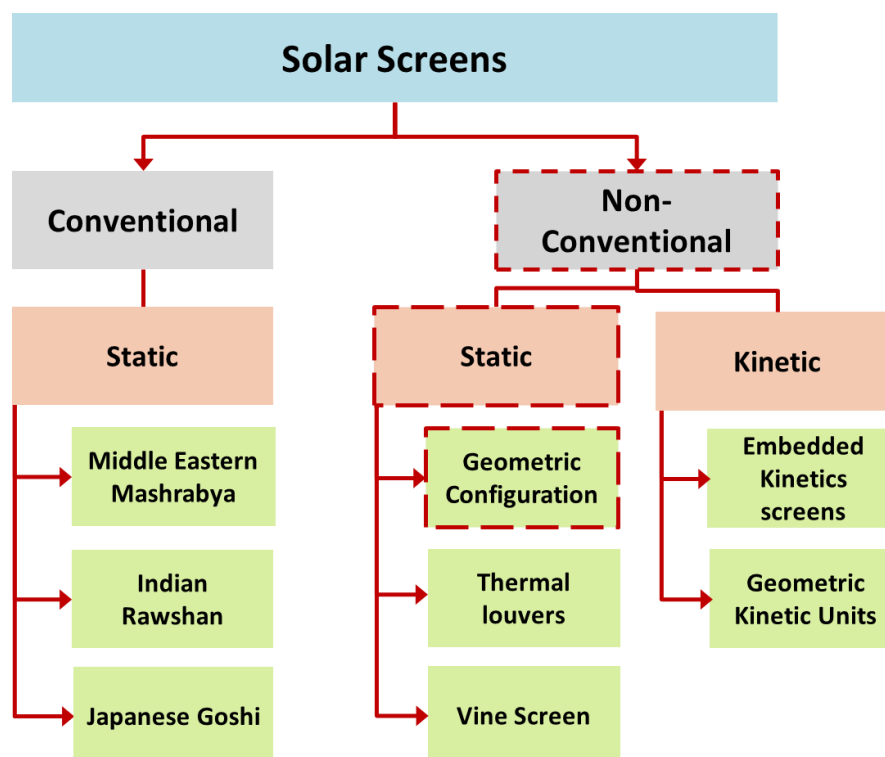 Solar Screens
Conventional
Non-
Conventional
Static
Static
Kinetic
Middle Eastern
Mashrabya
Geometric
Configuration
Embedded
Kinetics
screens
Indian
Rawshan
Thermal
louvers
Geometric
Kinetic Units
Japanese Goshi
Vine Screen